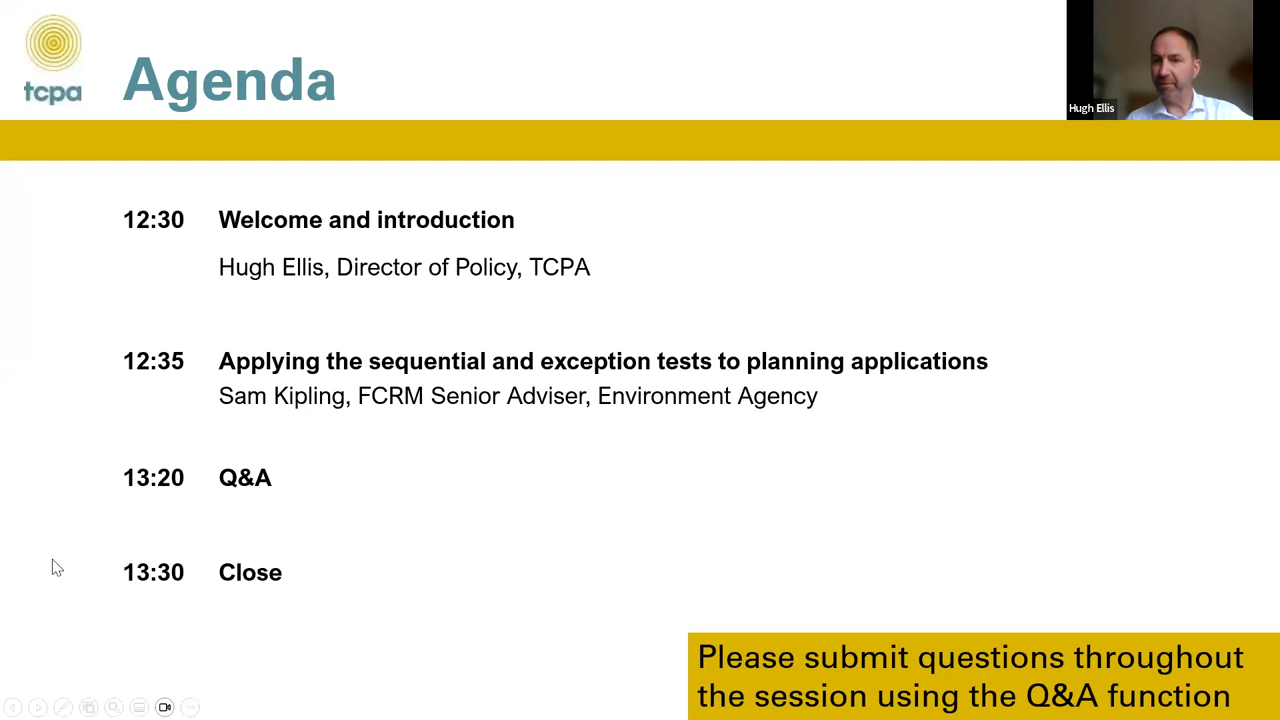 tcpa
Agenda
Hugh Ellis
12:30 Welcome and introduction
Hugh Ellis, Director of Policy, TCPA
12:35 Applying the sequential and exception tests to planning applications
Sam Kipling, FCRM Senior Adviser, Environment Agency
13:20 Q&A
13:30 Close
Please submit questions throughout
the session using the Q&A function